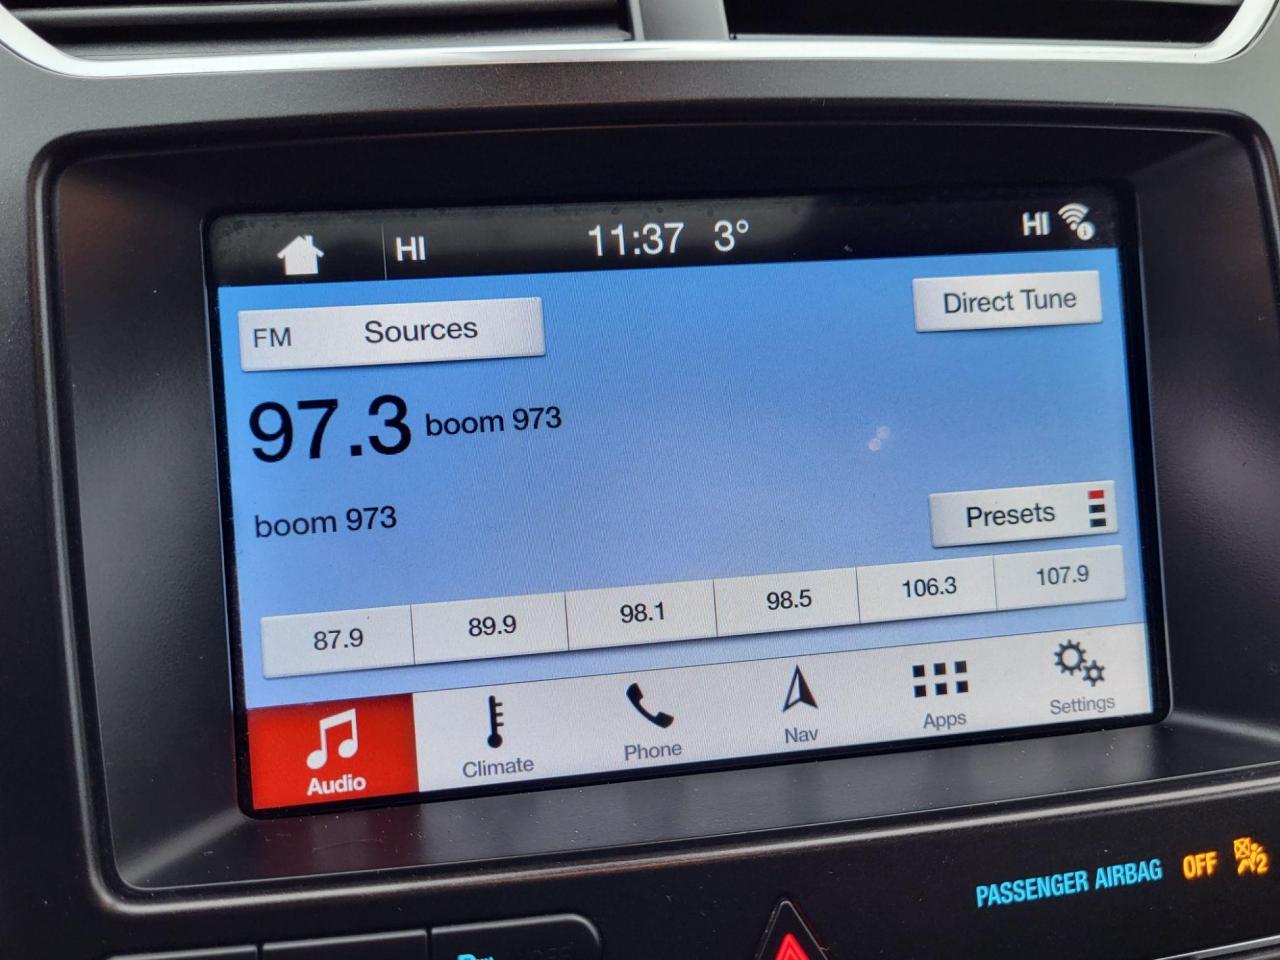 HI 11:37 3° HI
FM Sources
Direct Tune
97.3 boom 973
boom 973
Presets
87.9 89.9 98.1 98.5 106.3 107.9
Audio Climate Phone Nav Apps Settings
PASSENGER AIRBAG OFF 2